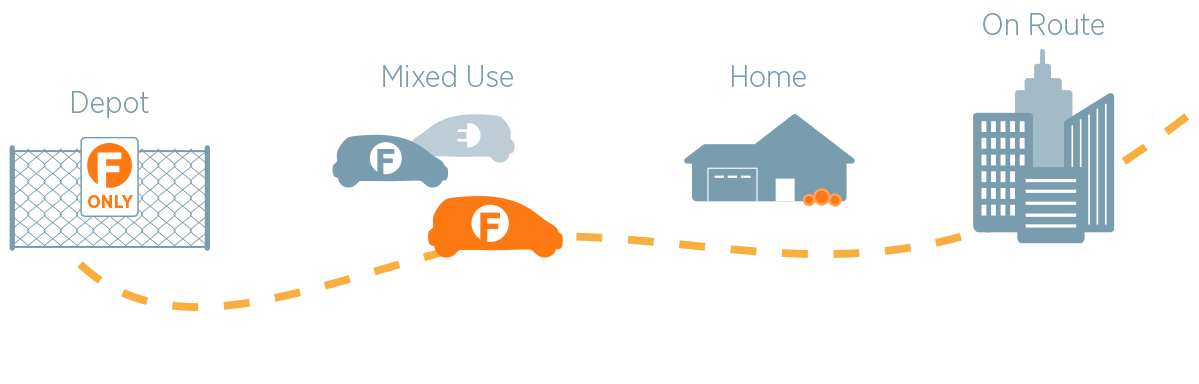 Depot
F
ONLY
Mixed Use
F
F
Home
On Route